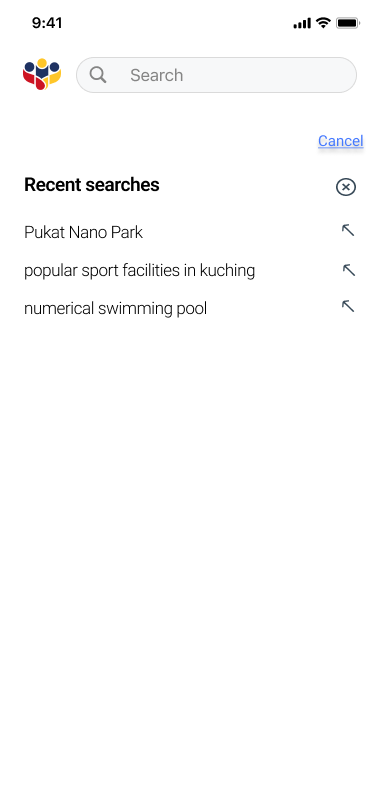 9:41
Search
Cancel
Recent searches
Pukat Nano Park
popular sport facilities in kuching
numerical swimming pool